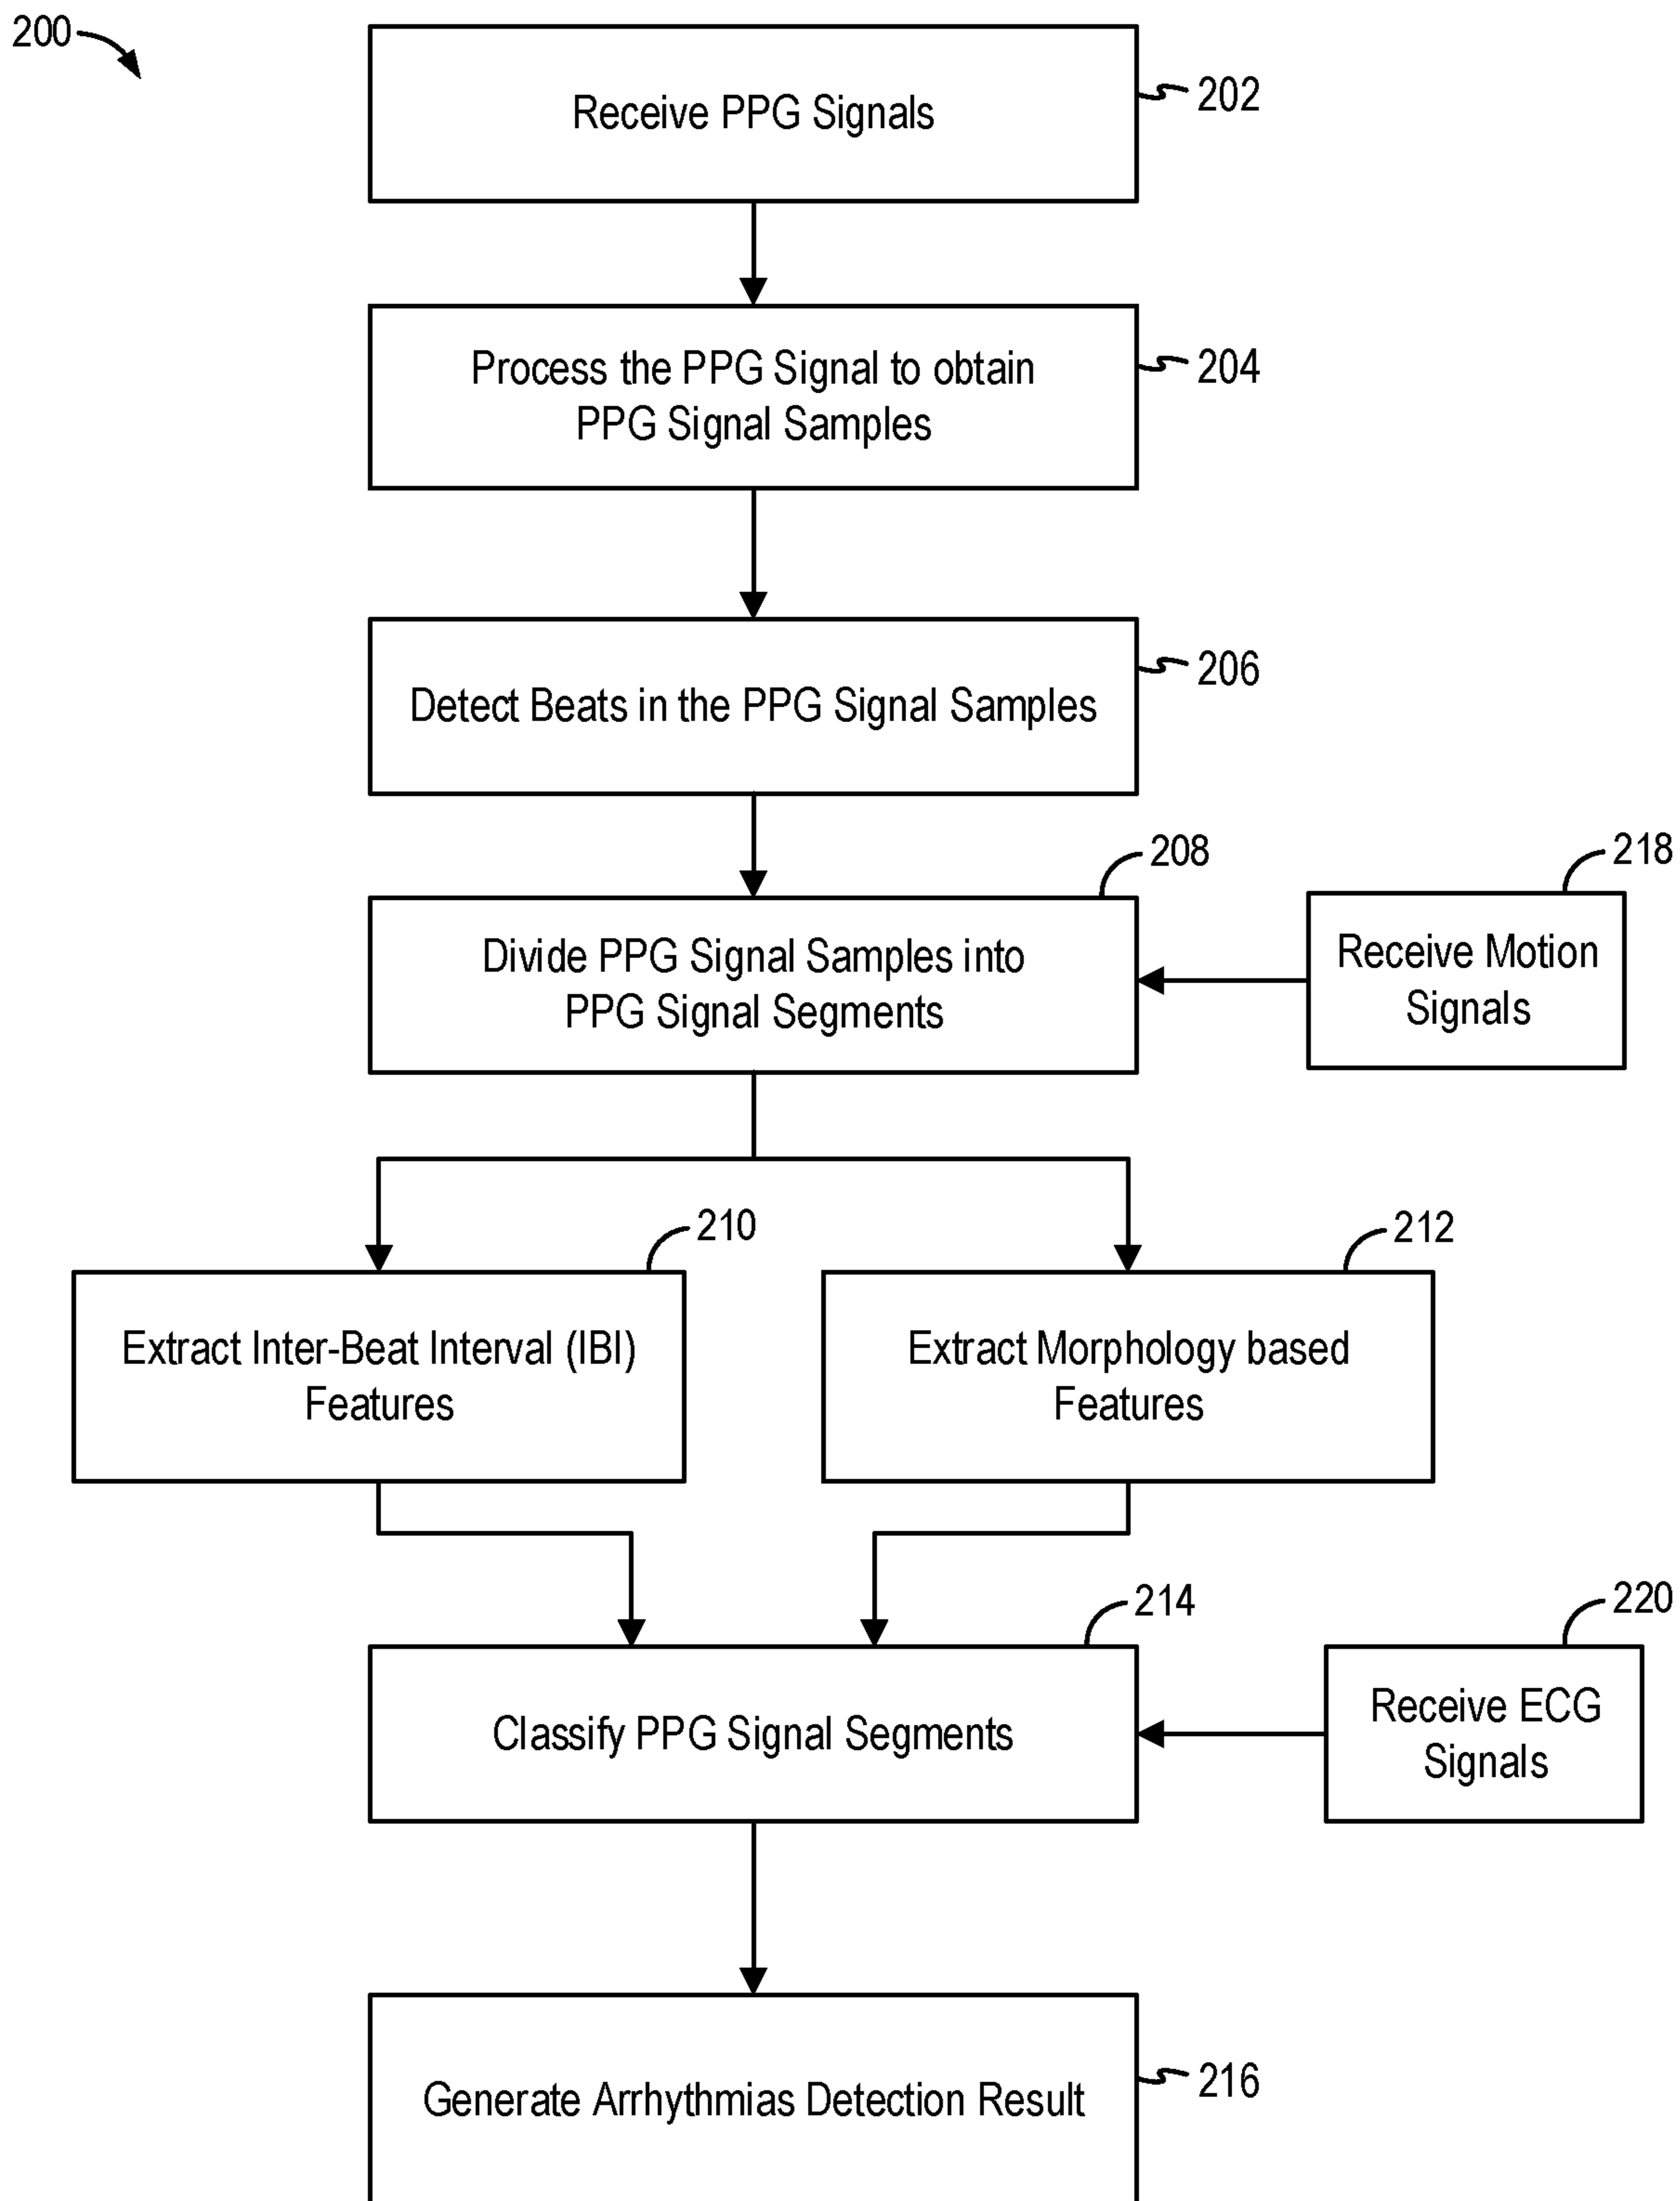 200
Receive PPG Signals
202
Process the PPG Signal to obtain
PPG Signal Samples
204
Detect Beats in the PPG Signal Samples
206
208
Divide PPG Signal Samples into
PPG Signal Segments
218
Receive Motion
Signals
210
Extract Inter-Beat Interval (IBI)
Features
212
Extract Morphology based
Features
214
Classify PPG Signal Segments
220
Receive ECG
Signals
Generate Arrhythmias Detection Result
216